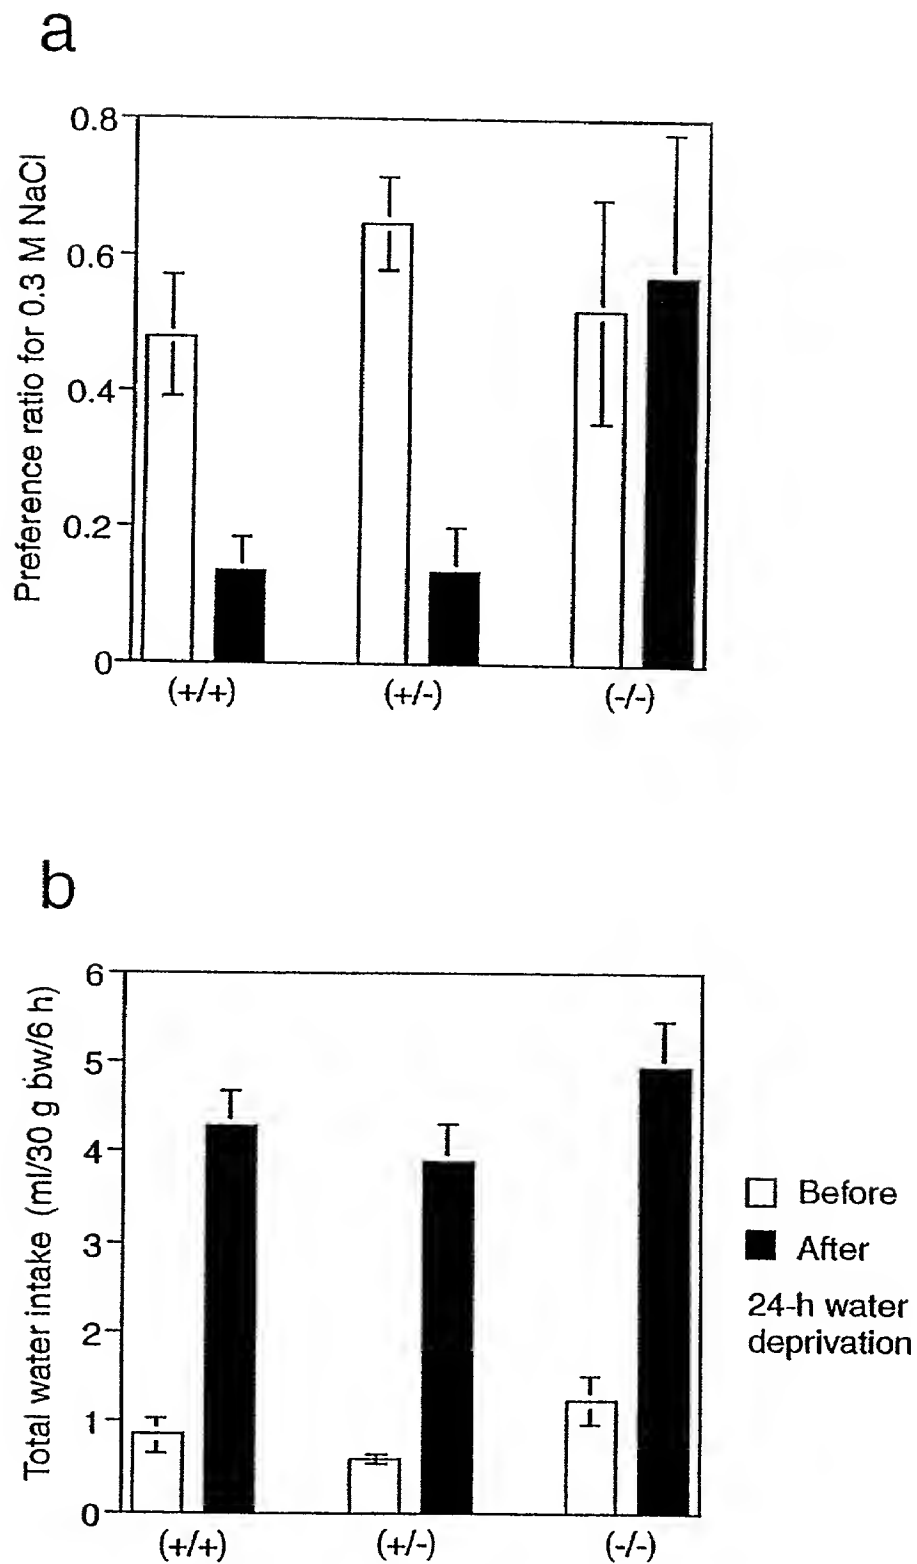 a
Preference ratio for 0.3 M NaCl
0.8
0.6
0.4
0.2
0
(+/+) (+/-) (-/-)
b
Total water intake (ml/30 g bw/6 h)
6
5
4
3
2
1
0
(+/+) (+/-) (-/-)
Before
After
24-h water
deprivation